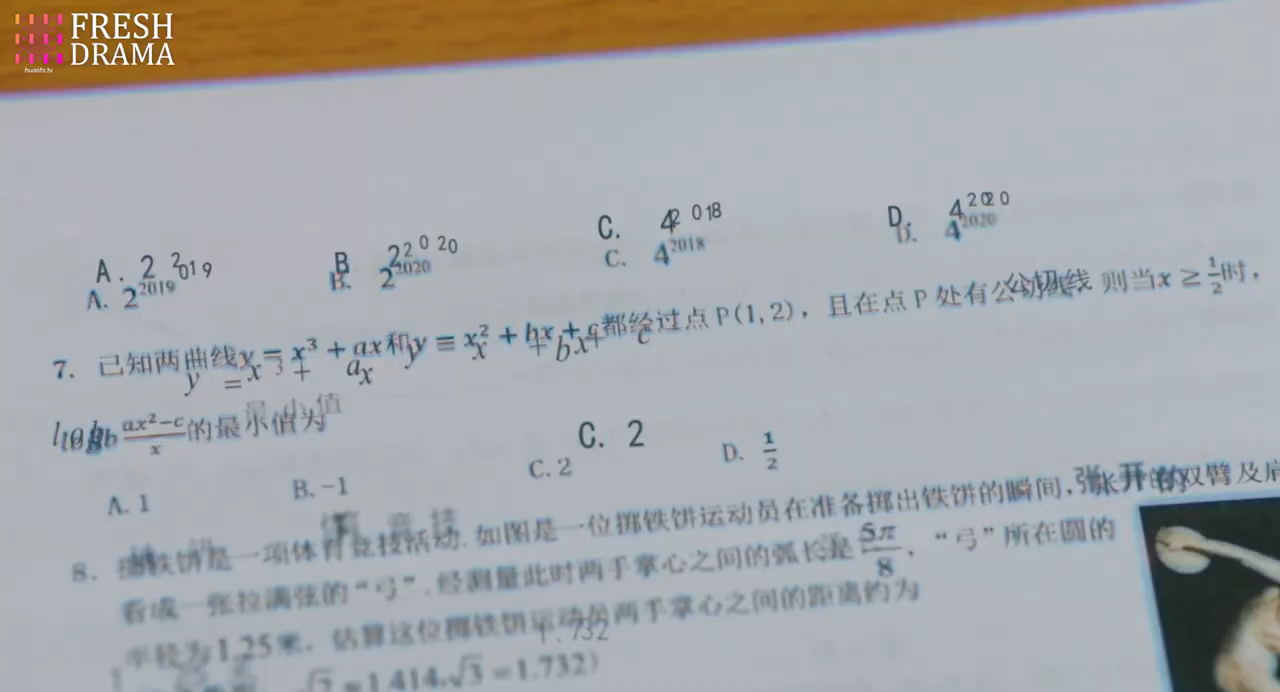 FRESH
DRAMA
huashi.tv
A. 2^2019 B. 2^2020 C. 4^2018 D. 4^2020
7. 已知两曲线y=x³+ax和y=x²+bx+c都经过点P(1,2)，且在点P处有公切线 则当x≥1/2时，
log_b (ax²-c)/x的最小值为
A. 1 B. -1 C. 2 D. 1/2
8. 掷铁饼是一项体育竞技活动. 如图是一位掷铁饼运动员在准备掷出铁饼的瞬间, 张开的双臂及肩
看成一张拉满弦的“弓”. 经测量此时两手掌心之间的弧长是5π/8，“弓”所在圆的
半径为1.25米，估算这位掷铁饼运动员两手掌心之间的距离约为
√2≈1.414,√3≈1.732)